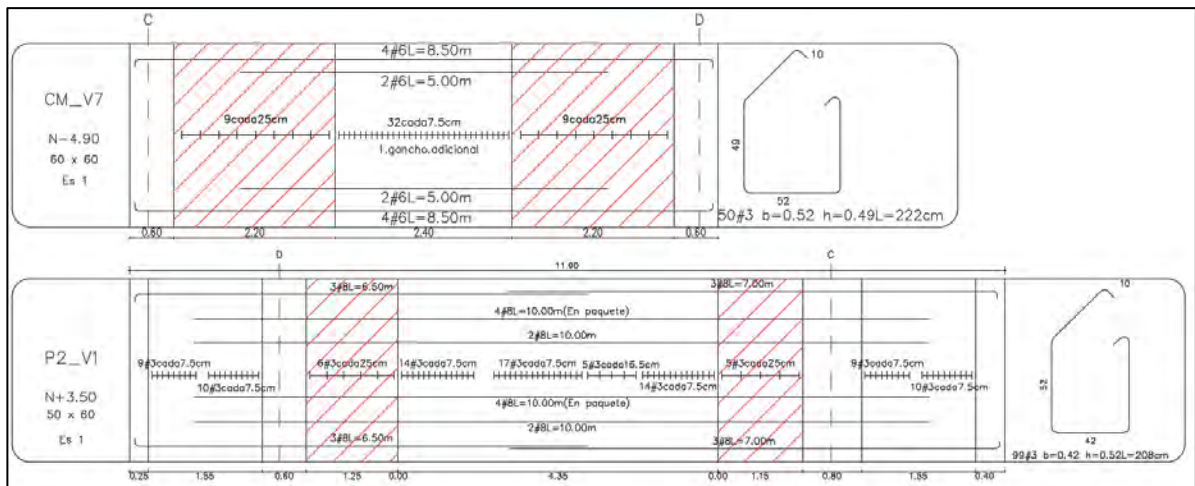 C D
4#6L=8.50m
10
2#6L=5.00m
CM_V7
9cada25cm 32cada7.5cm 9cada25cm
N-4.90
1.gancho.adicional
60 x 60
49
Es 1
2#6L=5.00m
52
4#6L=8.50m
50#3 b=0.52 h=0.49L=222cm
0.60 2.20 2.40 2.20 0.60
D C
11.90
3#8L=6.50m 3#8L=7.00m
10
4#8L=10.00m(En paquete)
2#8L=10.00m
P2_V1
9#3cada7.5cm 6#3cada25cm 14#3cada7.5cm 17#3cada7.5cm 5#3cada16.5cm 5#3cada25cm 9#3cada7.5cm
10#3cada7.5cm 14#3cada7.5cm 10#3cada7.5cm
52
N+3.50
4#8L=10.00m(En paquete)
50 x 60
2#8L=10.00m
Es 1
3#8L=6.50m 3#8L=7.00m
42
99#3 b=0.42 h=0.52L=208cm
0.25 1.55 0.60 1.25 0.00 4.35 0.00 1.15 0.80 1.55 0.40